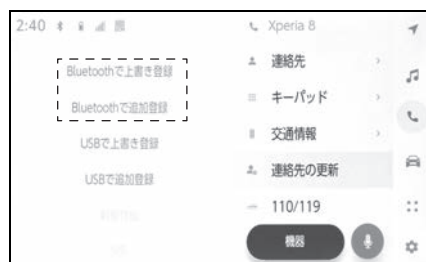 2:40
Bluetoothで上書き登録
Bluetoothで追加登録
USBで上書き登録
USBで追加登録
Xperia 8
連絡先
キーパッド
交通情報
連絡先の更新
110/119
機器